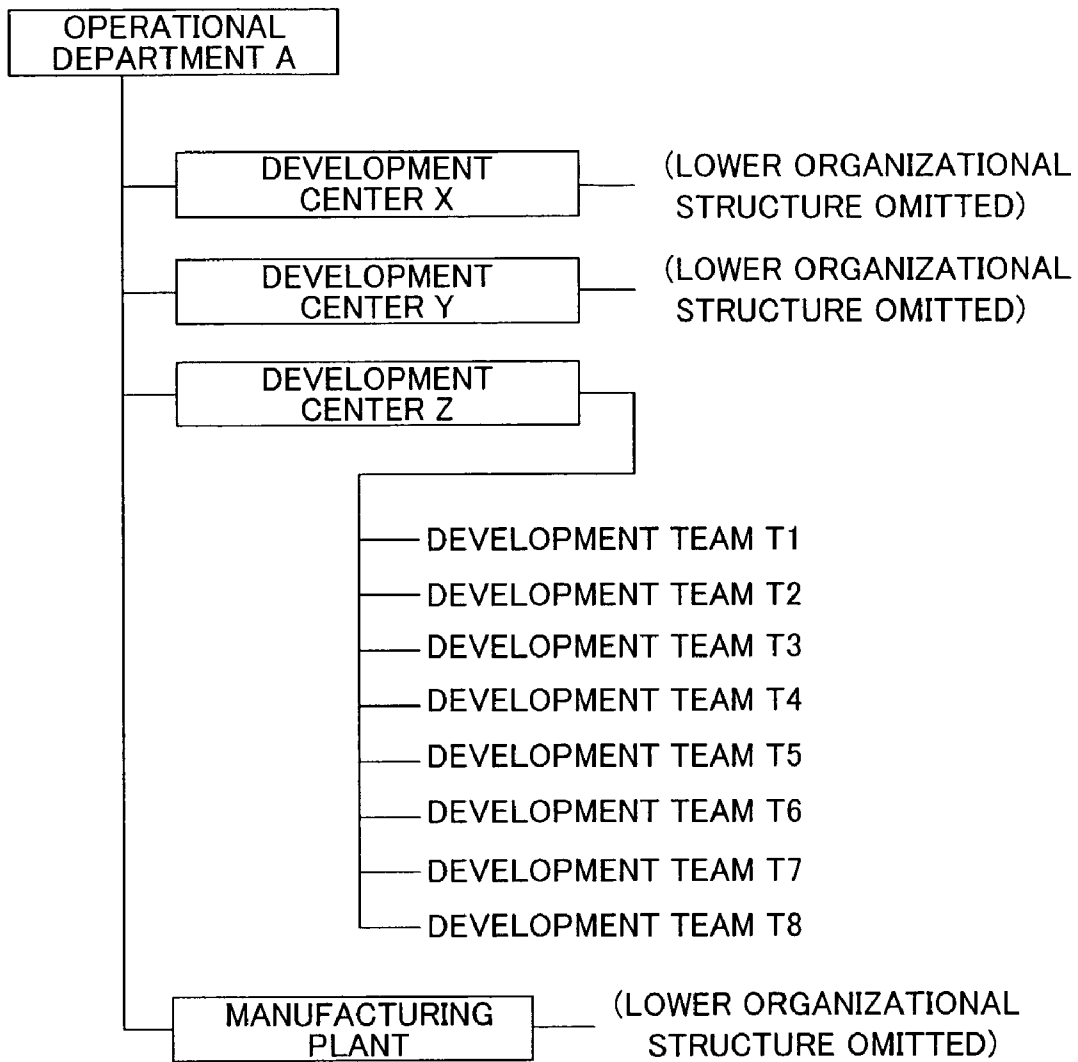 OPERATIONAL
DEPARTMENT A
DEVELOPMENT
CENTER X
(LOWER ORGANIZATIONAL
STRUCTURE OMITTED)
DEVELOPMENT
CENTER Y
(LOWER ORGANIZATIONAL
STRUCTURE OMITTED)
DEVELOPMENT
CENTER Z
DEVELOPMENT TEAM T1
DEVELOPMENT TEAM T2
DEVELOPMENT TEAM T3
DEVELOPMENT TEAM T4
DEVELOPMENT TEAM T5
DEVELOPMENT TEAM T6
DEVELOPMENT TEAM T7
DEVELOPMENT TEAM T8
MANUFACTURING
PLANT
(LOWER ORGANIZATIONAL
STRUCTURE OMITTED)